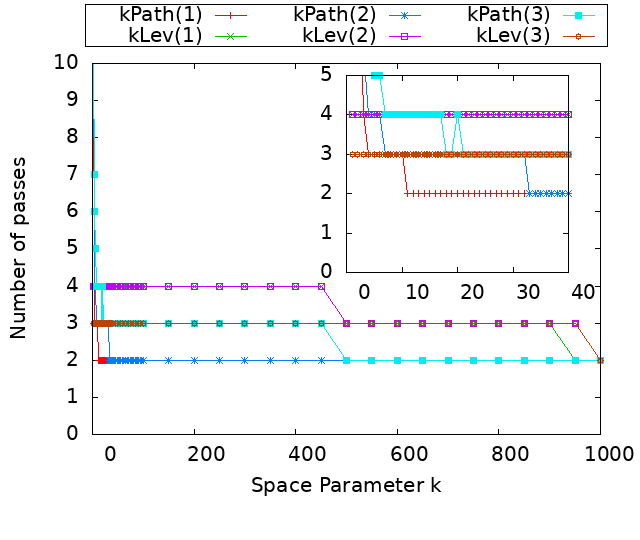 kPath(1) kPath(2) kPath(3)
kLev(1) kLev(2) kLev(3)
10
9
8
7
6
5
4
3
2
1
0
Number of passes
0 200 400 600 800 1000
Space Parameter k
5
4
3
2
1
0
0 10 20 30 40